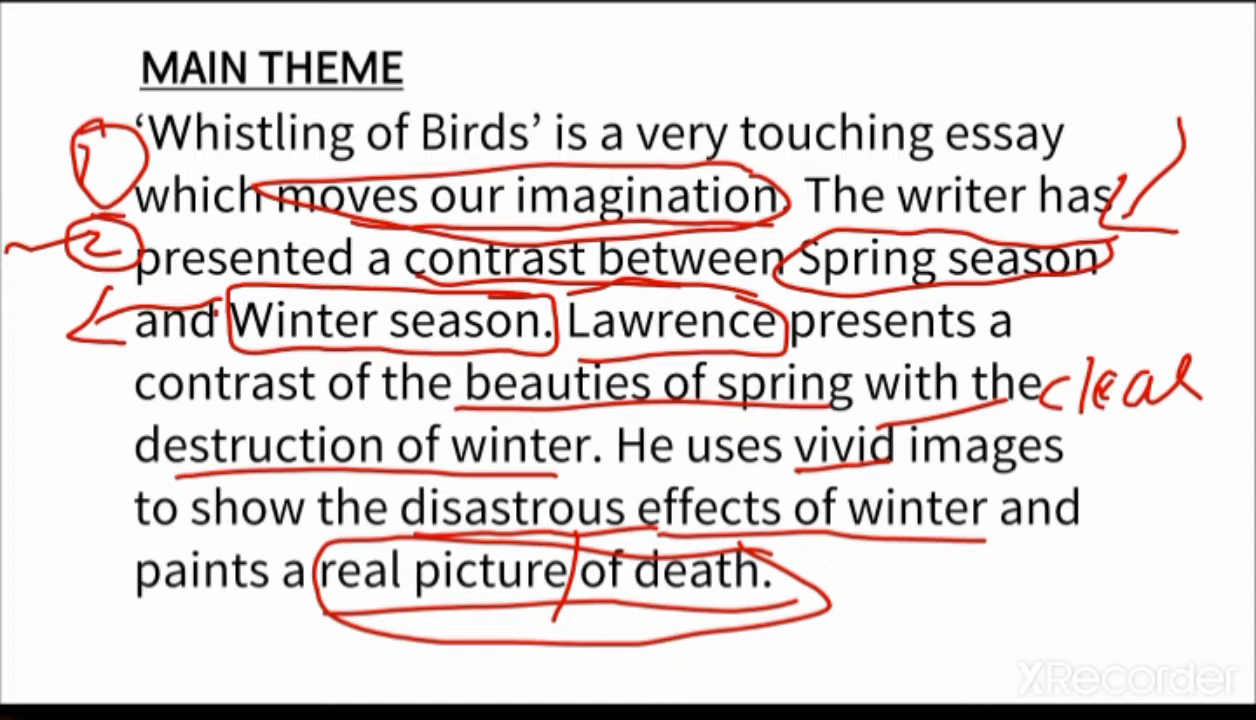 MAIN THEME
1
‘Whistling of Birds’ is a very touching essay
which moves our imagination. The writer has
2
presented a contrast between Spring season
and Winter season. Lawrence presents a
contrast of the beauties of spring with the clear
destruction of winter. He uses vivid images
to show the disastrous effects of winter and
paints a real picture of death.
XRecorder